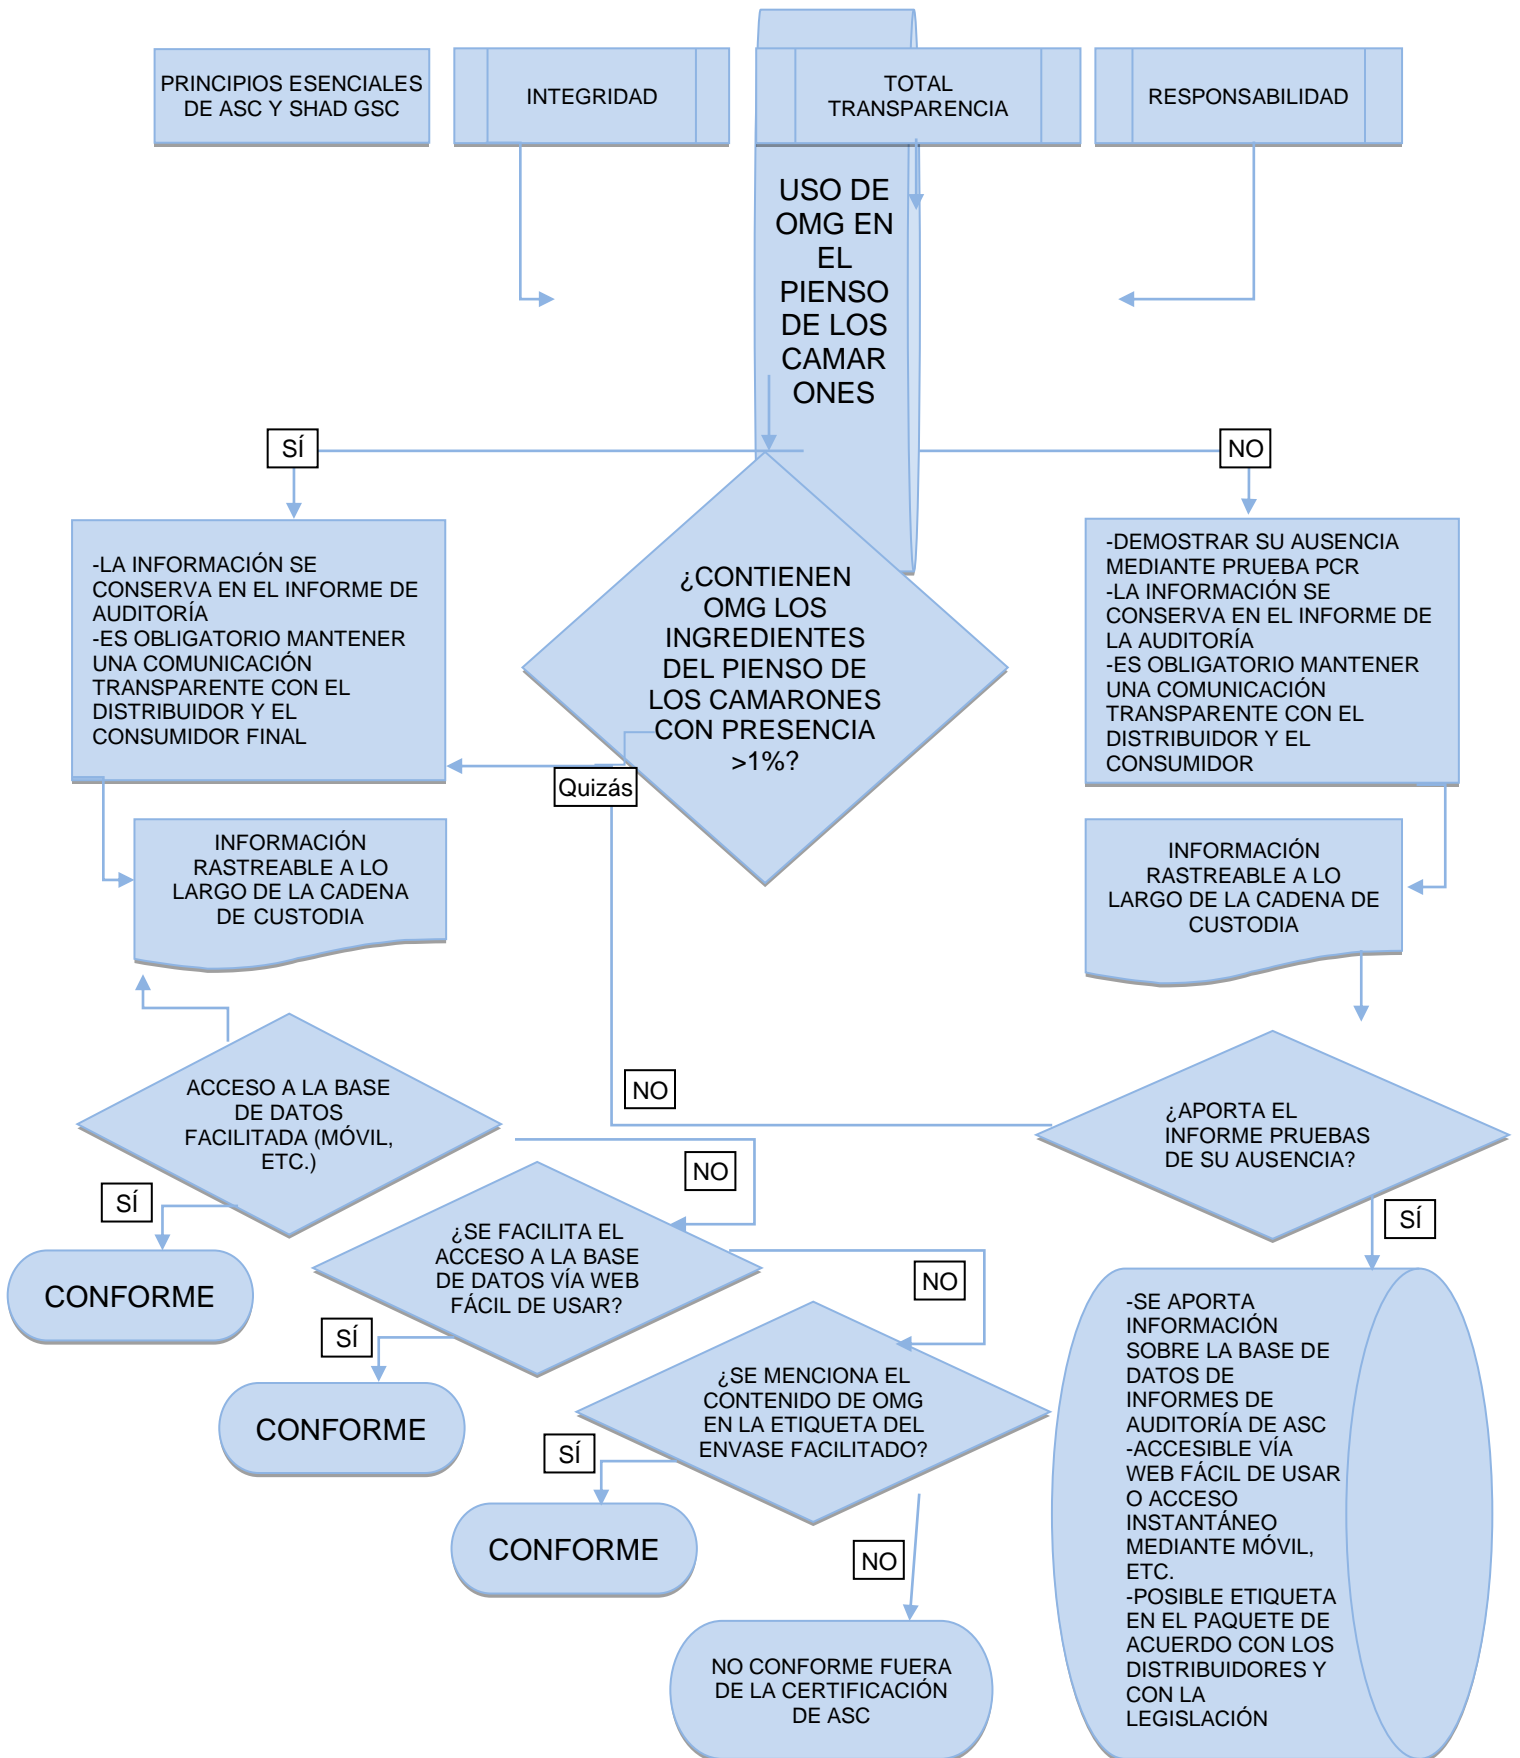 PRINCIPIOS ESENCIALES
DE ASC Y SHAD GSC
INTEGRIDAD
TOTAL
TRANSPARENCIA
RESPONSABILIDAD
USO DE
OMG EN
EL
PIENSO
DE LOS
CAMAR
ONES
SÍ
NO
-LA INFORMACIÓN SE
CONSERVA EN EL INFORME DE
AUDITORÍA
-ES OBLIGATORIO MANTENER
UNA COMUNICACIÓN
TRANSPARENTE CON EL
DISTRIBUIDOR Y EL
CONSUMIDOR FINAL
¿CONTIENEN
OMG LOS
INGREDIENTES
DEL PIENSO DE
LOS CAMARONES
CON PRESENCIA
>1%?
-DEMOSTRAR SU AUSENCIA
MEDIANTE PRUEBA PCR
-LA INFORMACIÓN SE
CONSERVA EN EL INFORME DE
LA AUDITORÍA
-ES OBLIGATORIO MANTENER
UNA COMUNICACIÓN
TRANSPARENTE CON EL
DISTRIBUIDOR Y EL
CONSUMIDOR
Quizás
INFORMACIÓN
RASTREABLE A LO
LARGO DE LA CADENA
DE CUSTODIA
INFORMACIÓN
RASTREABLE A LO
LARGO DE LA CADENA DE
CUSTODIA
NO
ACCESO A LA BASE
DE DATOS
FACILITADA (MÓVIL,
ETC.)
¿APORTA EL
INFORME PRUEBAS
DE SU AUSENCIA?
NO
SÍ
SÍ
CONFORME
¿SE FACILITA EL
ACCESO A LA BASE
DE DATOS VÍA WEB
FÁCIL DE USAR?
NO
SÍ
CONFORME
¿SE MENCIONA EL
CONTENIDO DE OMG
EN LA ETIQUETA DEL
ENVASE FACILITADO?
SÍ
CONFORME
NO
NO CONFORME FUERA
DE LA CERTIFICACIÓN
DE ASC
-SE APORTA
INFORMACIÓN
SOBRE LA BASE DE
DATOS DE
INFORMES DE
AUDITORÍA DE ASC
-ACCESIBLE VÍA
WEB FÁCIL DE USAR
O ACCESO
INSTANTÁNEO
MEDIANTE MÓVIL,
ETC.
-POSIBLE ETIQUETA
EN EL PAQUETE DE
ACUERDO CON LOS
DISTRIBUIDORES Y
CON LA
LEGISLACIÓN